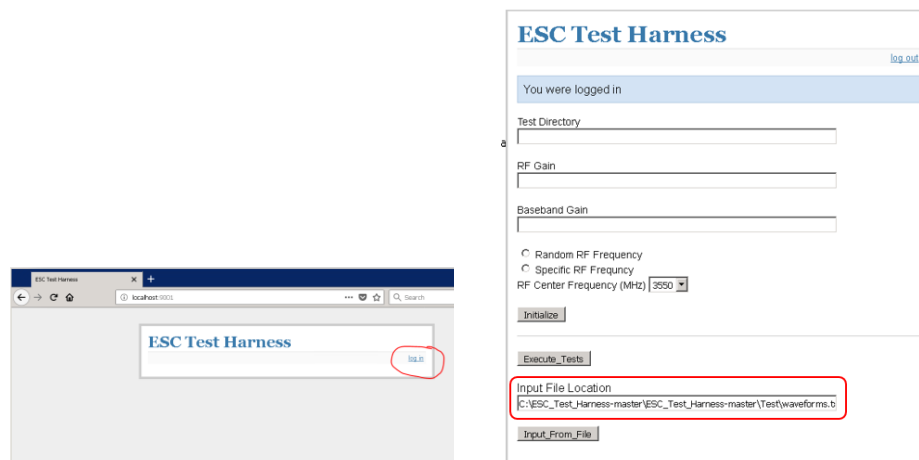 ESC Test Harness
localhost:9801
Search
ESC Test Harness
log in
ESC Test Harness
log out
You were logged in
a
Test Directory
RF Gain
Baseband Gain
Random RF Frequency
Specific RF Frequncy
RF Center Frequency (MHz) 3550
Initialize
Execute_Tests
Input File Location
C:\ESC_Test_Harness-master\ESC_Test_Harness-master\Test\waveforms.t
Input_From_File